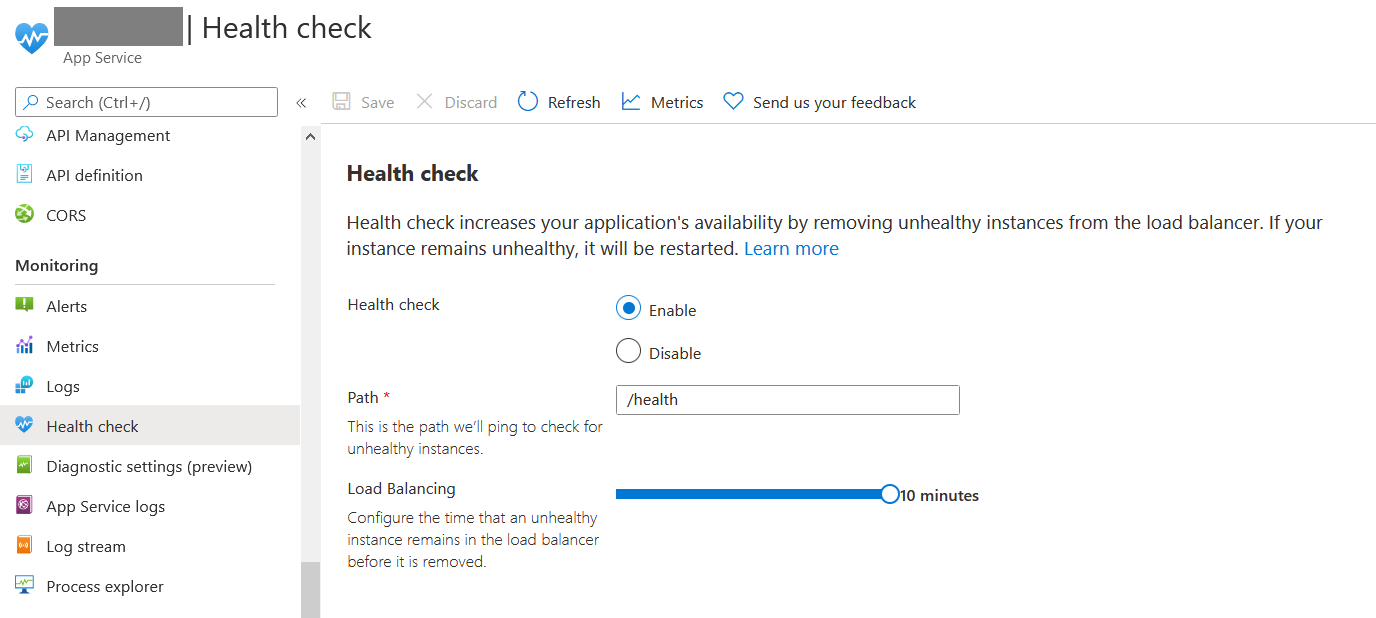 | Health check
App Service
Search (Ctrl+/)
«
Save
Discard
Refresh
Metrics
Send us your feedback
API Management
API definition
CORS
Monitoring
Alerts
Metrics
Logs
Health check
Diagnostic settings (preview)
App Service logs
Log stream
Process explorer
Health check
Health check increases your application's availability by removing unhealthy instances from the load balancer. If your
instance remains unhealthy, it will be restarted. Learn more
Health check
Enable
Disable
Path *
/health
This is the path we'll ping to check for
unhealthy instances.
Load Balancing
10 minutes
Configure the time that an unhealthy
instance remains in the load balancer
before it is removed.